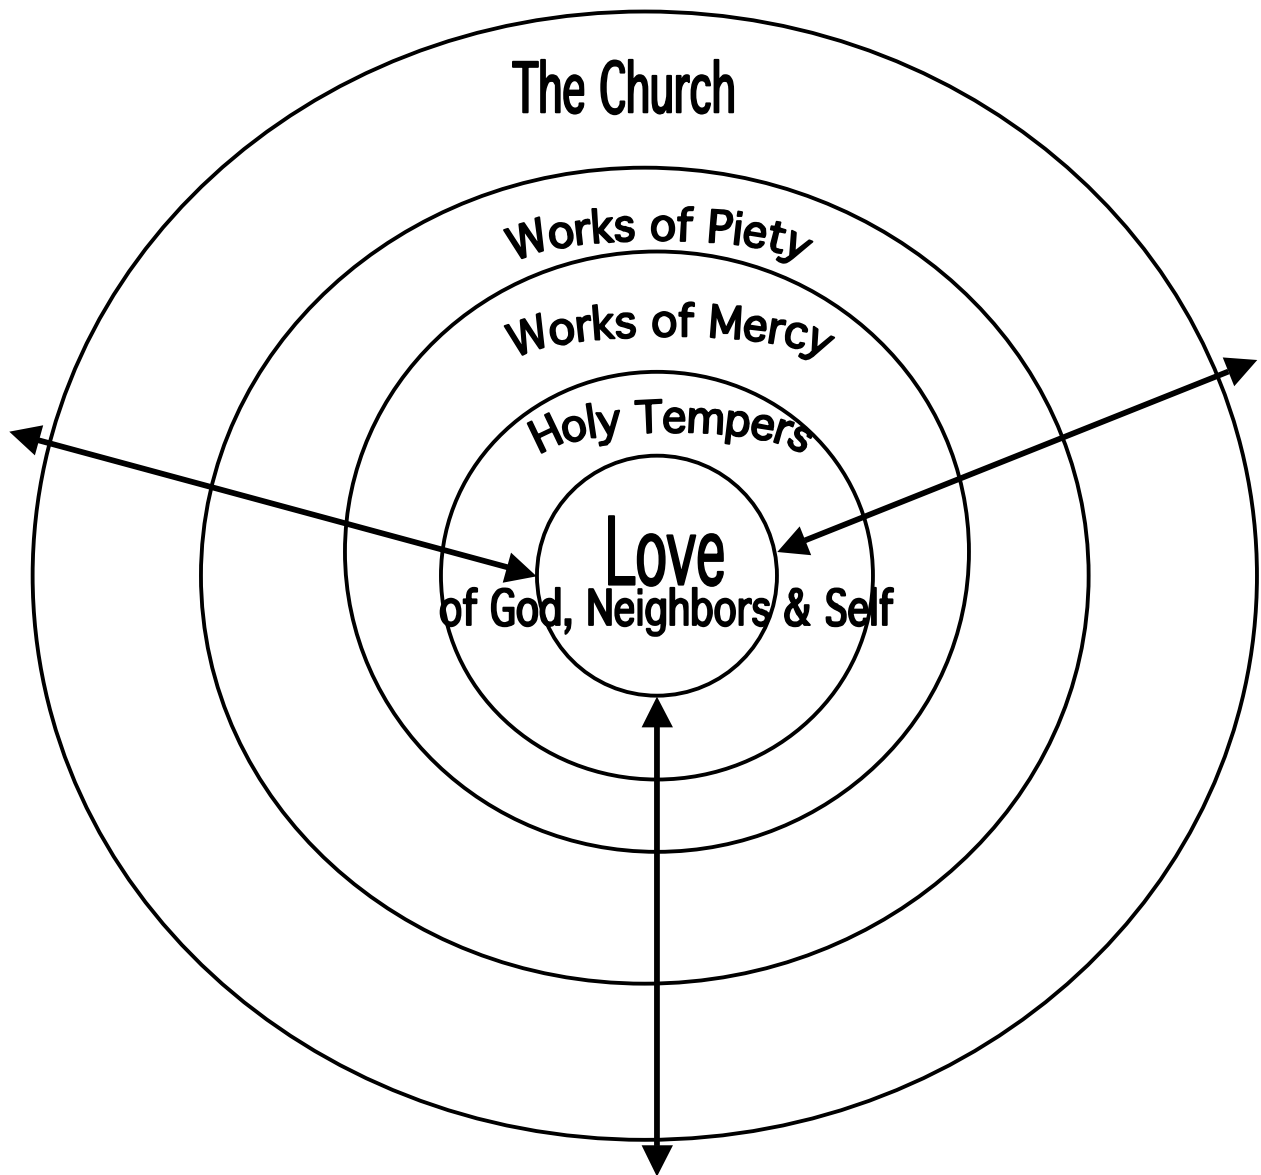 The Church
Works of Piety
Works of Mercy
Holy Tempers
Love
of God, Neighbors & Self